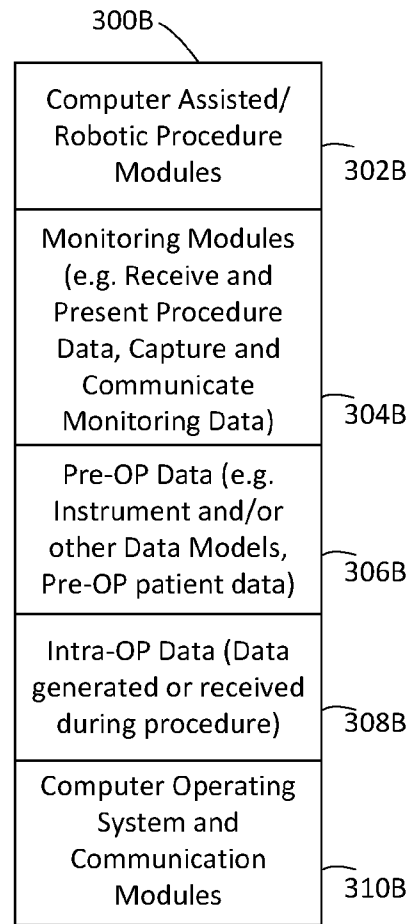 300B
Computer Assisted/
Robotic Procedure
Modules
302B
Monitoring Modules
(e.g. Receive and
Present Procedure
Data, Capture and
Communicate
Monitoring Data)
304B
Pre-OP Data (e.g.
Instrument and/or
other Data Models,
Pre-OP patient data)
306B
Intra-OP Data (Data
generated or received
during procedure)
308B
Computer Operating
System and
Communication
Modules
310B